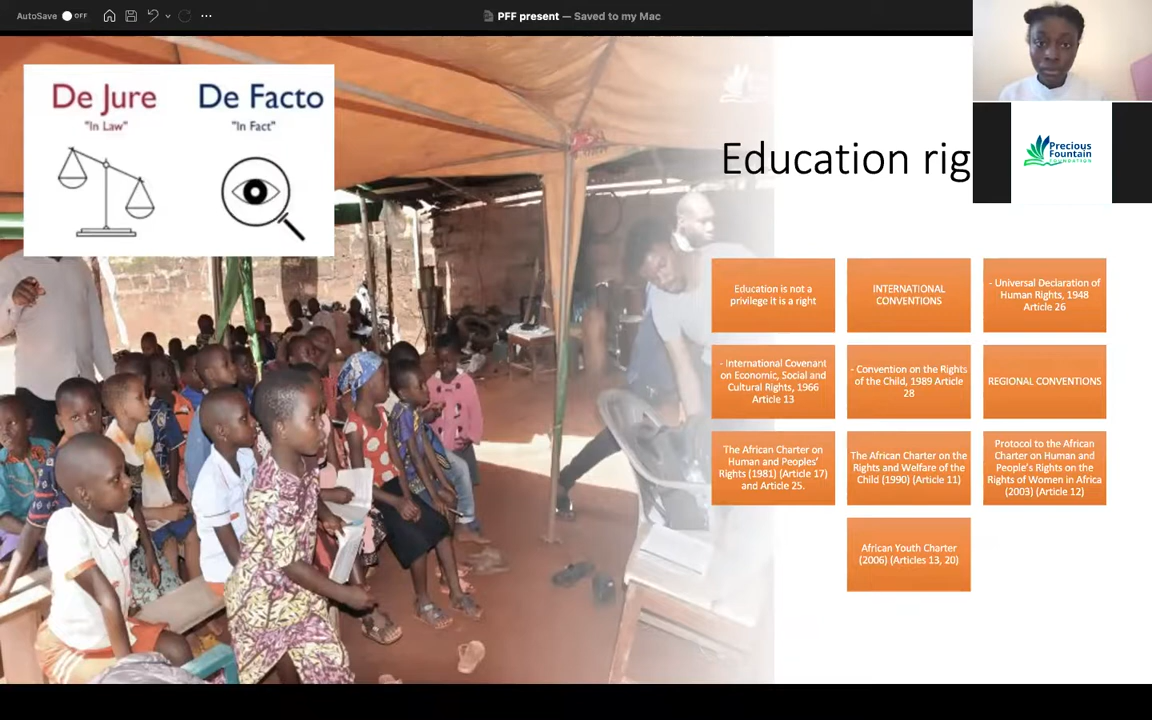 AutoSave OFF
PFF present — Saved to my Mac
De Jure
"In Law"
De Facto
"In Fact"
Education rig
Precious
Fountain
FOUNDATION
Education is not a
privilege it is a right
INTERNATIONAL
CONVENTIONS
- Universal Declaration of
Human Rights, 1948
Article 26
- International Covenant
on Economic, Social and
Cultural Rights, 1966
Article 13
- Convention on the Rights
of the Child, 1989 Article
28
REGIONAL CONVENTIONS
The African Charter on
Human and Peoples'
Rights (1981) (Article 17)
and Article 25.
The African Charter on the
Rights and Welfare of the
Child (1990) (Article 11)
Protocol to the African
Charter on Human and
People's Rights on the
Rights of Women in Africa
(2003) (Article 12)
African Youth Charter
(2006) (Articles 13, 20)